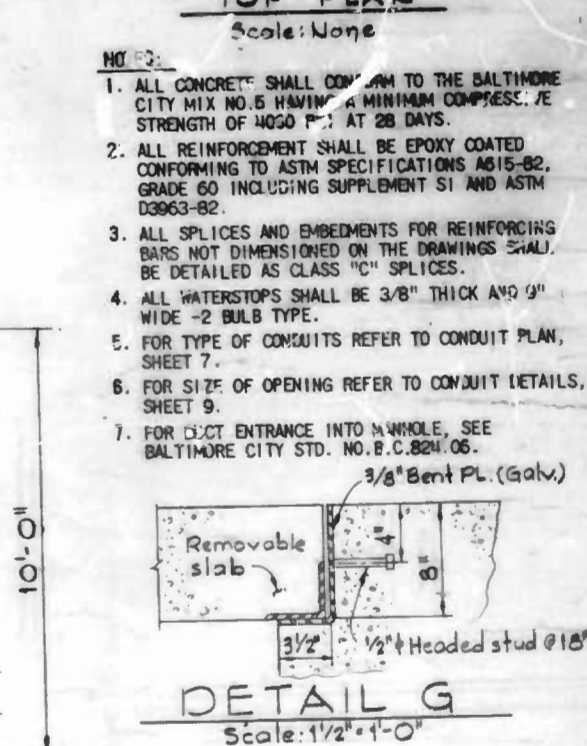 TOP PLAN
Scale: None
NOTES:
1. ALL CONCRETE SHALL CONFORM TO THE BALTIMORE
CITY MIX NO.5 HAVING A MINIMUM COMPRESSIVE
STRENGTH OF 4000 PSI AT 28 DAYS.
2. ALL REINFORCEMENT SHALL BE EPOXY COATED
CONFORMING TO ASTM SPECIFICATIONS A615-82,
GRADE 60 INCLUDING SUPPLEMENT S1 AND ASTM
D3963-82.
3. ALL SPLICES AND EMBEDMENTS FOR REINFORCING
BARS NOT DIMENSIONED ON THE DRAWINGS SHALL
BE DETAILED AS CLASS "C" SPLICES.
4. ALL WATERSTOPS SHALL BE 3/8" THICK AND 9"
WIDE -2 BULB TYPE.
5. FOR TYPE OF CONDUITS REFER TO CONDUIT PLAN,
SHEET 7.
6. FOR SIZE OF OPENING REFER TO CONDUIT DETAILS,
SHEET 9.
7. FOR DUCT ENTRANCE INTO MANHOLE, SEE
BALTIMORE CITY STD. NO.B.C.824.06.
3/8" Bent PL. (Galv.)
10'-0"
Removable
slab
4"
8"
3 1/2"
1/2" ϕ Headed stud @ 18"
DETAIL G
Scale: 1 1/2" = 1'-0"